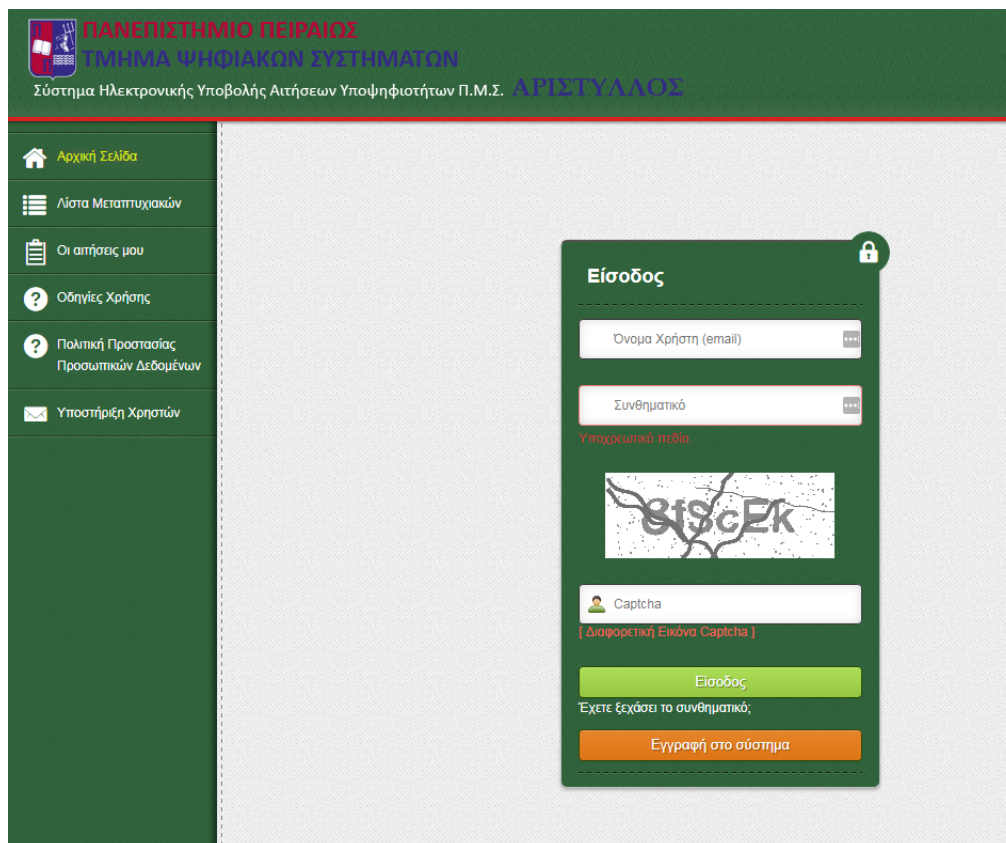 ΠΑΝΕΠΙΣΤΗΜΙΟ ΠΕΙΡΑΙΩΣ
ΤΜΗΜΑ ΨΗΦΙΑΚΩΝ ΣΥΣΤΗΜΑΤΩΝ
Σύστημα Ηλεκτρονικής Υποβολής Αιτήσεων Υποψηφιοτήτων Π.Μ.Σ. ΑΡΙΣΤΥΛΛΟΣ
Αρχική Σελίδα
Λίστα Μεταπτυχιακών
Οι αιτήσεις μου
Οδηγίες Χρήσης
Πολιτική Προστασίας
Προσωπικών Δεδομένων
Υποστήριξη Χρηστών
Είσοδος
Όνομα Χρήστη (email)
Συνθηματικό
Υποχρεωτικό πεδίο.
8fScEk
Captcha
[ Διαφορετική Εικόνα Captcha ]
Είσοδος
Έχετε ξεχάσει το συνθηματικό;
Εγγραφή στο σύστημα